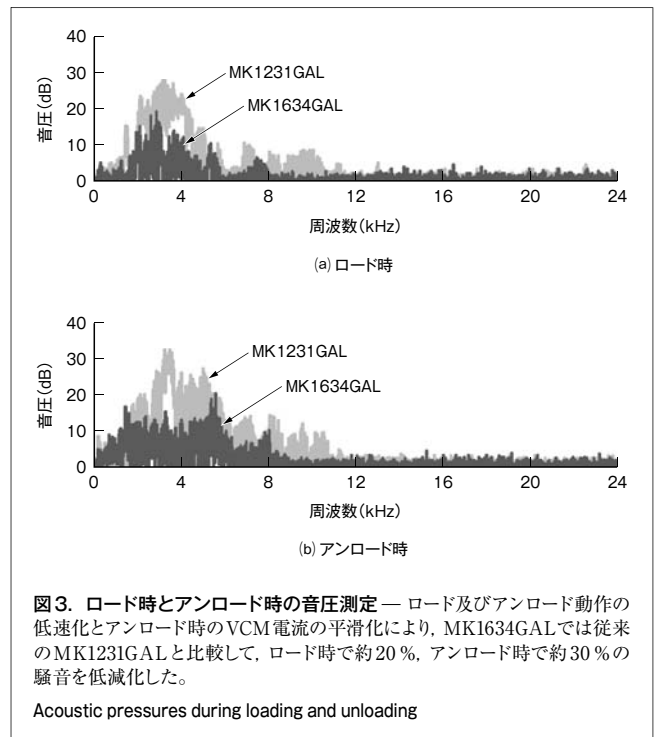 40
30
20
10
0
音圧(dB)
MK1231GAL
MK1634GAL
0 4 8 12 16 20 24
周波数(kHz)
(a) ロード時
40
30
20
10
0
音圧(dB)
MK1231GAL
MK1634GAL
0 4 8 12 16 20 24
周波数(kHz)
(b) アンロード時
図3. ロード時とアンロード時の音圧測定 — ロード及びアンロード動作の
低速化とアンロード時のVCM電流の平滑化により, MK1634GALでは従来
のMK1231GALと比較して, ロード時で約20 %, アンロード時で約30 %の
騒音を低減化した。
Acoustic pressures during loading and unloading